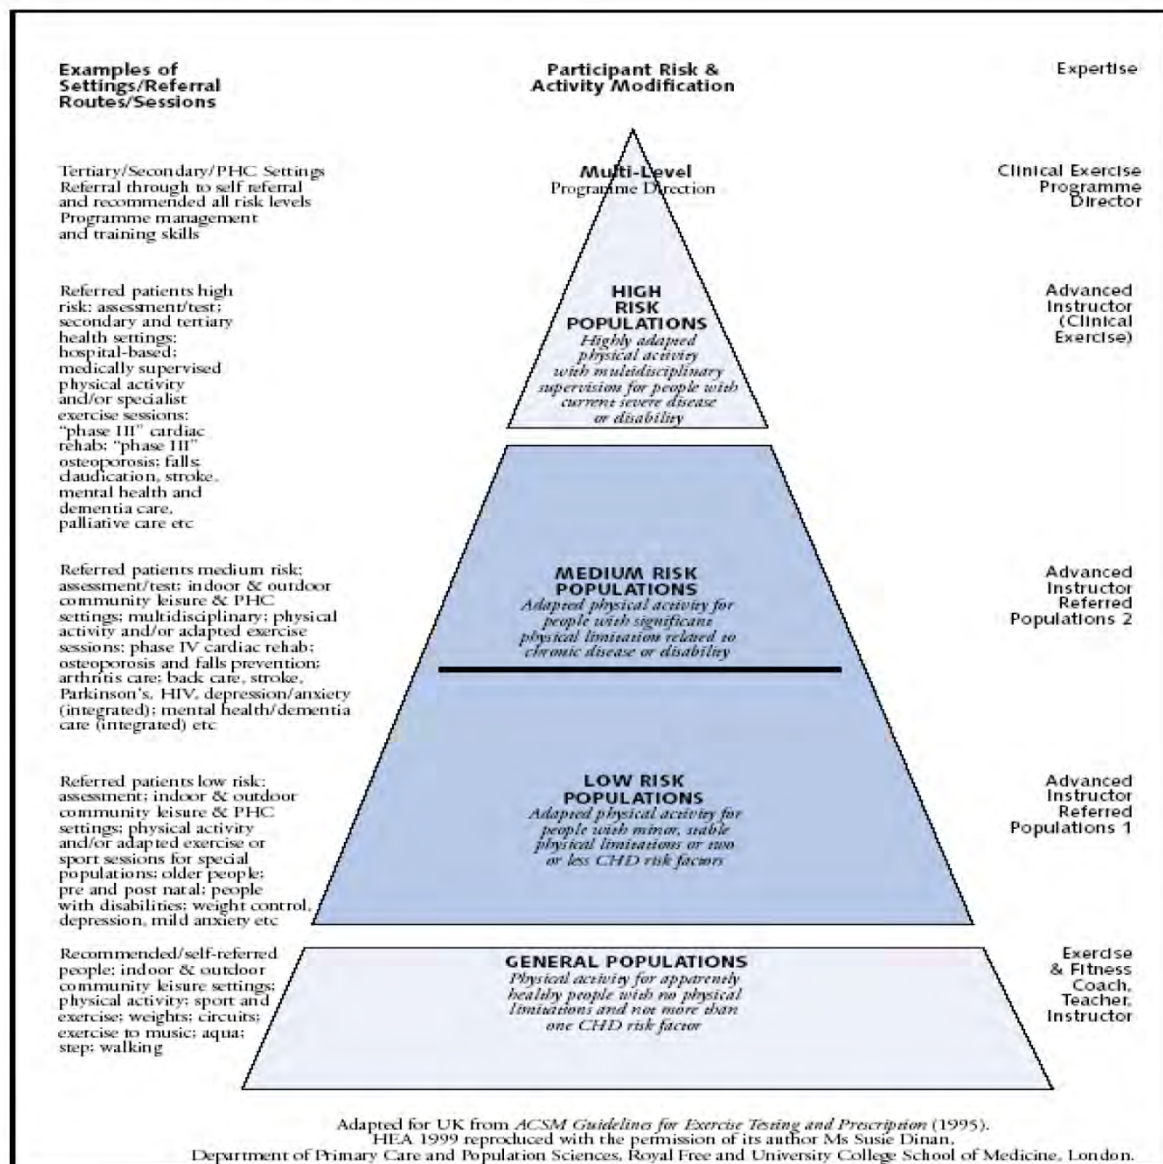 Examples of
Settings/Referral
Routes/Sessions
Participant Risk &
Activity Modification
Expertise
Tertiary/Secondary/PHC Settings
Referral through to self referral
and recommended all risk levels
Programme management
and training skills
Multi-Level
Programme Direction
Clinical Exercise
Programme
Director
Referred patients high
risk: assessment/test;
secondary and tertiary
health settings:
hospital-based;
medically supervised
physical activity
and/or specialist
exercise sessions:
"phase III" cardiac
rehab; "phase III"
osteoporosis; falls;
claudication, stroke,
mental health and
dementia care,
palliative care etc
HIGH
RISK
POPULATIONS
Highly adapted
physical activity
with multidisciplinary
supervision for people with
current severe disease
or disability
Advanced
Instructor
(Clinical
Exercise)
Referred patients medium risk:
assessment/test; indoor & outdoor
community leisure & PHC
settings; multidisciplinary; physical
activity and/or adapted exercise
sessions: phase IV cardiac rehab;
osteoporosis and falls prevention;
arthritis care; back care, stroke,
Parkinson's, HIV, depression/anxiety
(integrated); mental health/dementia
care (integrated) etc
MEDIUM RISK
POPULATIONS
Adapted physical activity for
people with significant
physical limitation related to
chronic disease or disability
Advanced
Instructor
Referred
Populations 2
Referred patients low risk:
assessment; indoor & outdoor
community leisure & PHC
settings; physical activity
and/or adapted exercise or
sport sessions for special
populations: older people;
pre and post natal; people
with disabilities; weight control,
depression, mild anxiety etc
LOW RISK
POPULATIONS
Adapted physical activity for
people with minor, stable
physical limitations or two
or less CHD risk factors
Advanced
Instructor
Referred
Populations 1
Recommended/self-referred
people; indoor & outdoor
community leisure settings;
physical activity; sport and
exercise; weights; circuits;
exercise to music; aqua;
step; walking
GENERAL POPULATIONS
Physical activity for apparently
healthy people with no physical
limitations and not more than
one CHD risk factor
Exercise
& Fitness
Coach,
Teacher,
Instructor
Adapted for UK from ACSM Guidelines for Exercise Testing and Prescription (1995).
HEA 1999 reproduced with the permission of its author Ms Susie Dinan,
Department of Primary Care and Population Sciences, Royal Free and University College School of Medicine, London.